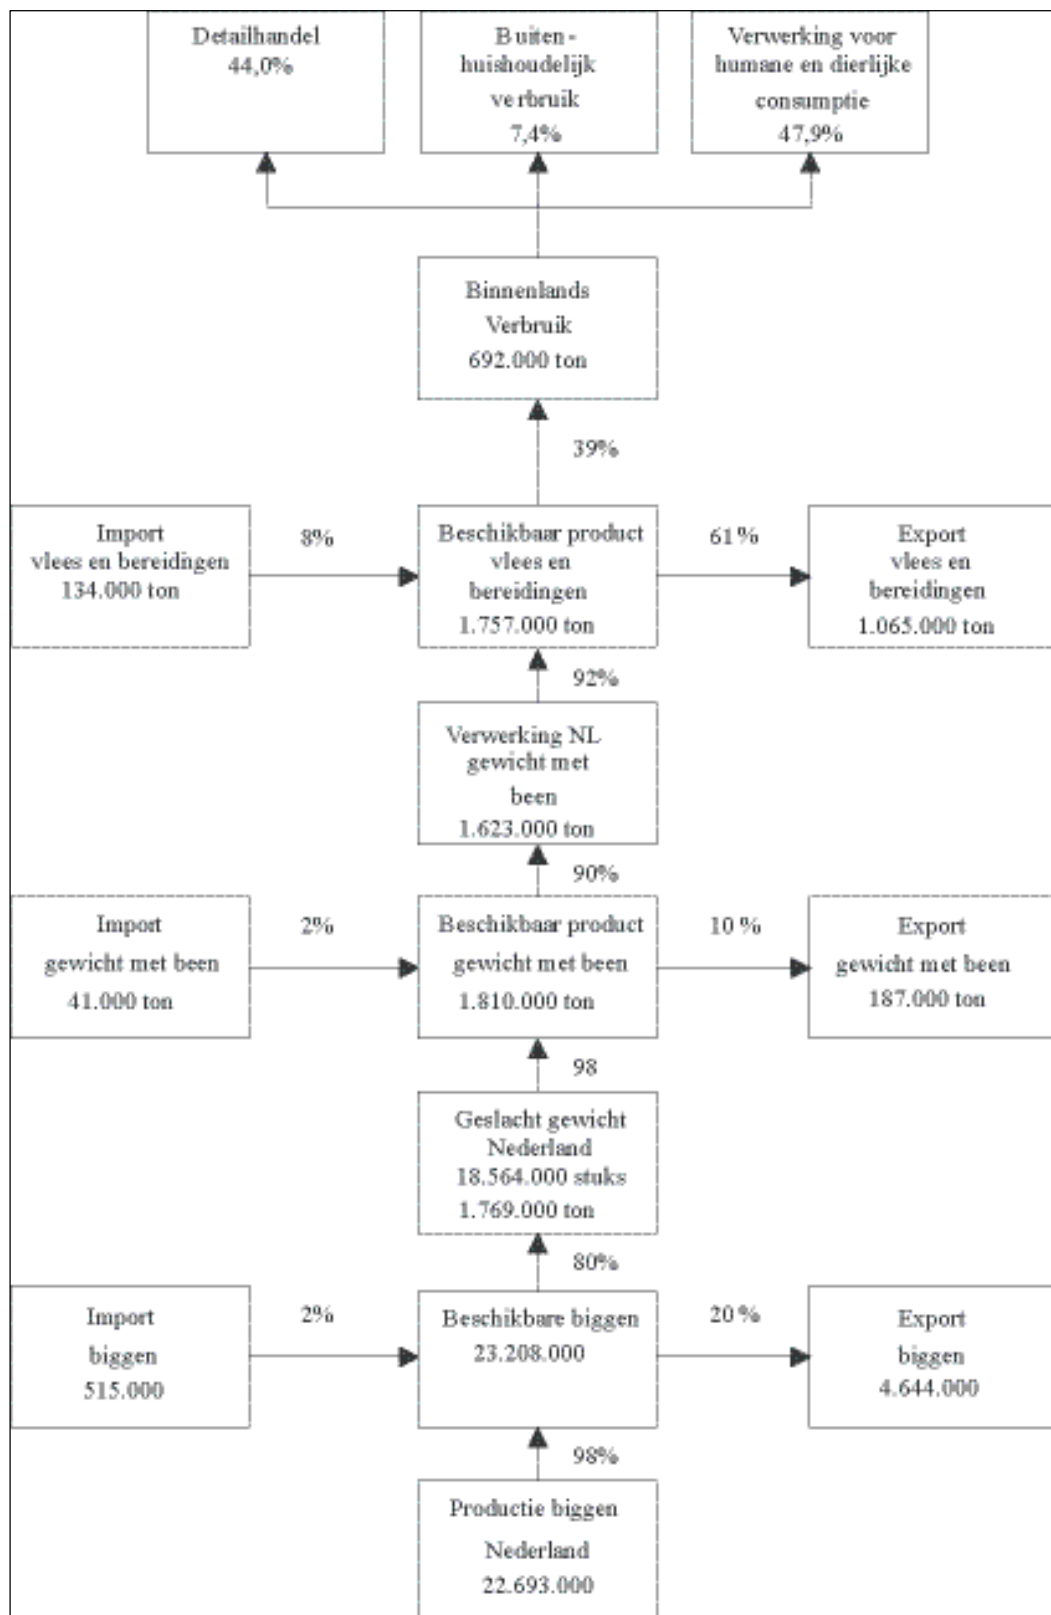 Detailhandel
44,0%
Buiten-
huishoudelijk
verbruik
7,4%
Verwerking voor
humane en dierlijke
consumptie
47,9%
Binnenlands
Verbruik
692.000 ton
39%
Import
vlees en bereidingen
134.000 ton
8%
Beschikbaar product
vlees en
bereidingen
1.757.000 ton
61%
Export
vlees en
bereidingen
1.065.000 ton
92%
Verwerking NL
gewicht met
been
1.623.000 ton
90%
Import
gewicht met been
41.000 ton
2%
Beschikbaar product
gewicht met been
1.810.000 ton
10%
Export
gewicht met been
187.000 ton
98
Geslacht gewicht
Nederland
18.564.000 stuks
1.769.000 ton
80%
Import
biggen
515.000
2%
Beschikbare biggen
23.208.000
20%
Export
biggen
4.644.000
98%
Productie biggen
Nederland
22.693.000